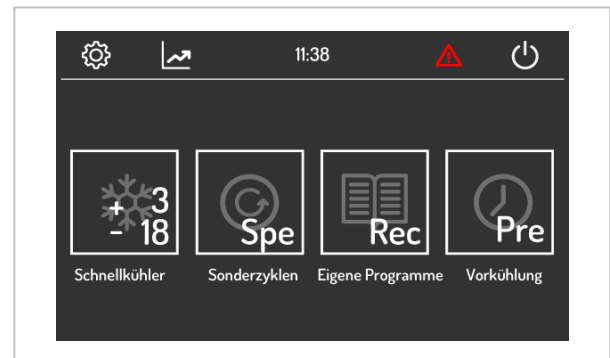 11:38
+3
-18
Spe
Rec
Pre
Schnellkühler
Sonderzyklen
Eigene Programme
Vorkühlung